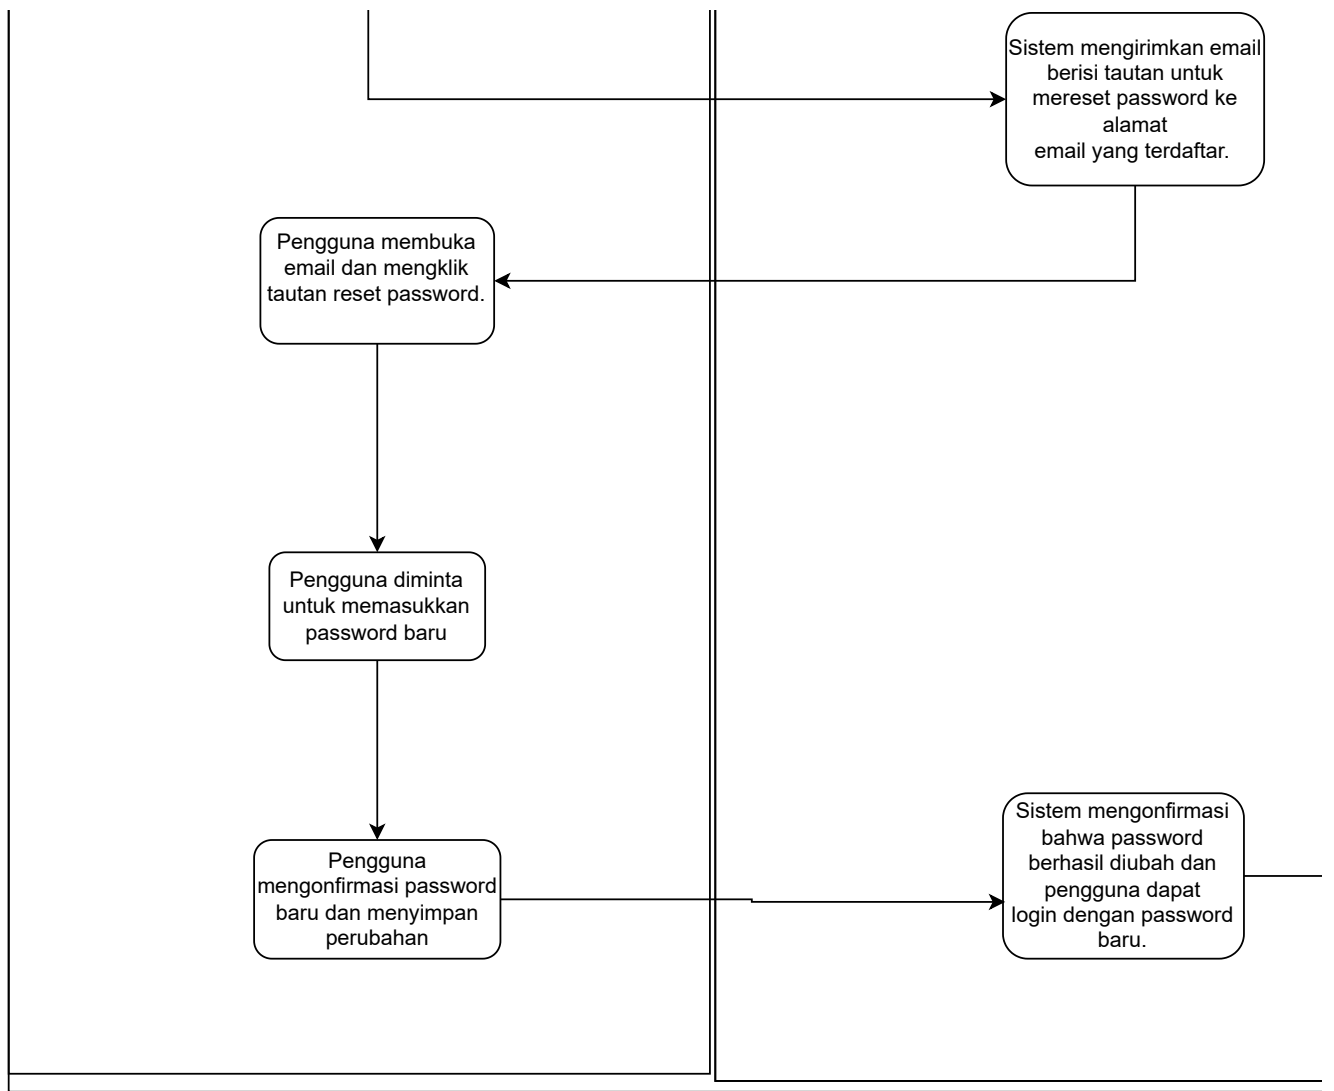 Sistem mengirimkan email
berisi tautan untuk
mereset password ke
alamat
email yang terdaftar.
Pengguna membuka
email dan mengklik
tautan reset password.
Pengguna diminta
untuk memasukkan
password baru
Pengguna
mengonfirmasi password
baru dan menyimpan
perubahan
Sistem mengonfirmasi
bahwa password
berhasil diubah dan
pengguna dapat
login dengan password
baru.